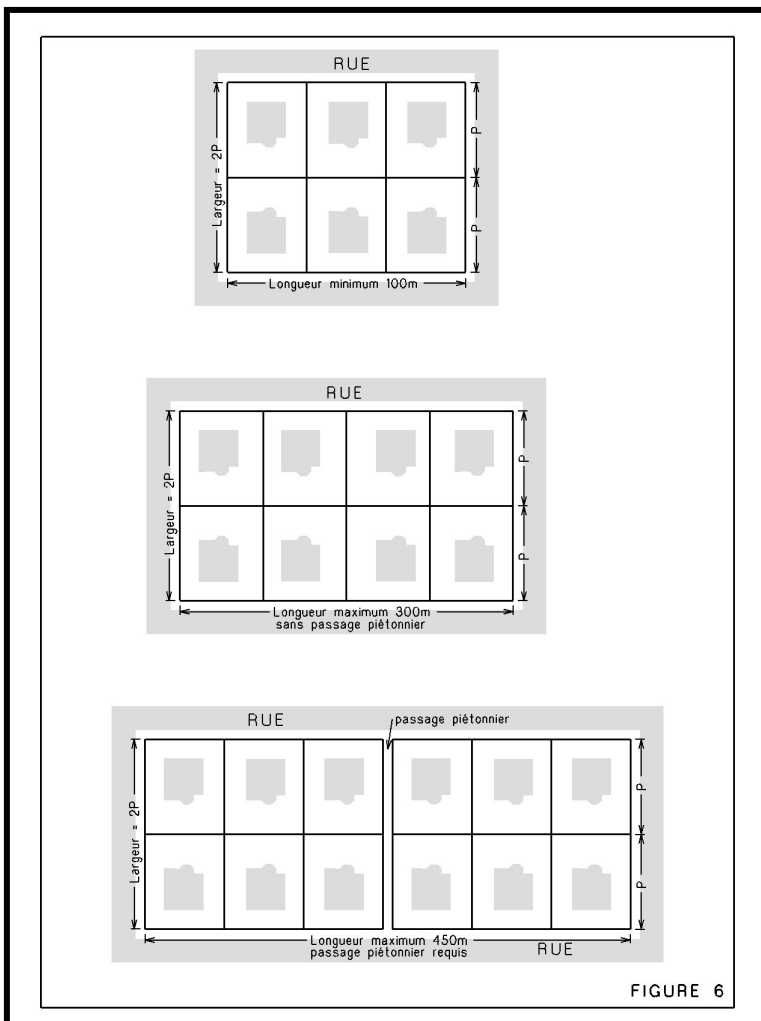 RUE
Largeur = 2P
P
P
Longueur minimum 100m
RUE
Largeur = 2P
P
P
Longueur maximum 300m
sans passage piétonnier
RUE
passage piétonnier
Largeur = 2P
P
P
Longueur maximum 450m
passage piétonnier requis
RUE
FIGURE 6